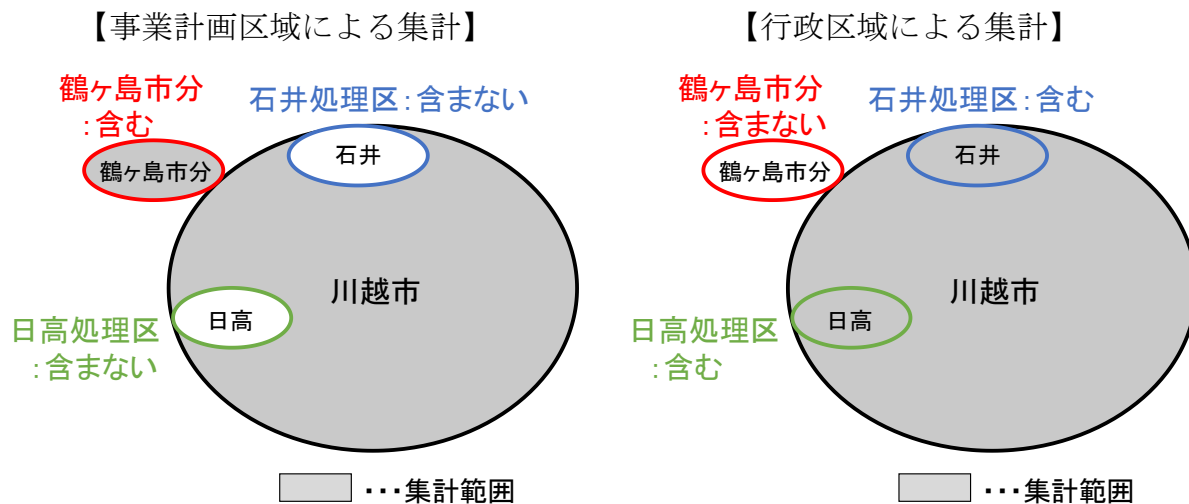 【事業計画区域による集計】
鶴ヶ島市分
：含む
石井処理区：含まない
鶴ヶ島市分
石井
川越市
日高
日高処理区
：含まない
・・・集計範囲
【行政区域による集計】
鶴ヶ島市分
：含まない
石井処理区：含む
鶴ヶ島市分
石井
川越市
日高
日高処理区
：含む
・・・集計範囲